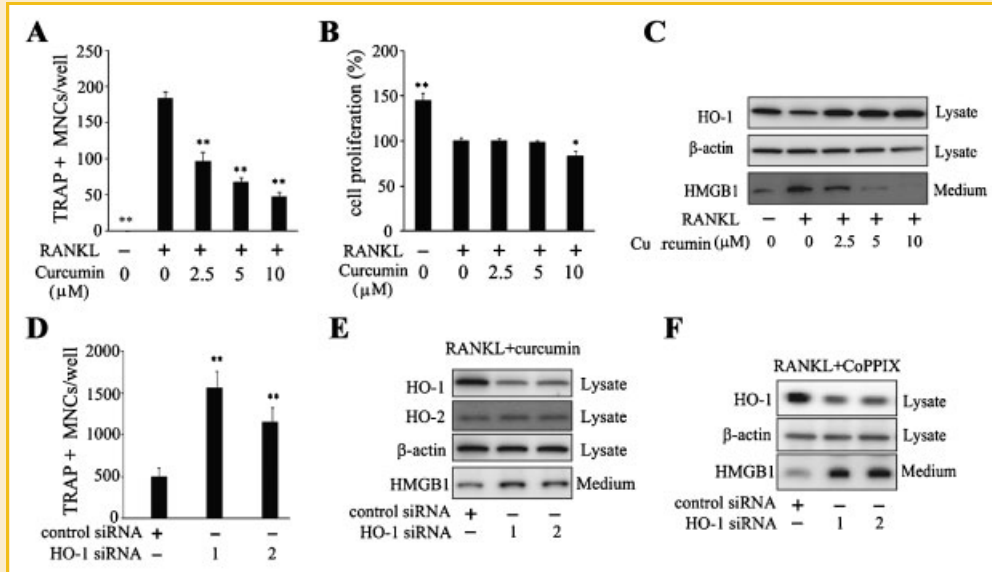 A
TRAP + MNCs/well
250
200
150
100
50
0
**
**
**
**
RANKL – + + + +
Curcumin 0 0 2.5 5 10
(μM)
B
cell proliferation (%)
200
150
100
50
0
**
*
RANKL – + + + +
Curcumin 0 0 2.5 5 10
(μM)
C
HO-1 Lysate
β-actin Lysate
HMGB1 Medium
RANKL – + + + +
Cu .rcumin (μM) 0 0 2.5 5 10
D
TRAP + MNCs/well
2000
1500
1000
500
0
**
**
control siRNA + – –
HO-1 siRNA – 1 2
E
RANKL+curcumin
HO-1 Lysate
HO-2 Lysate
β-actin Lysate
HMGB1 Medium
control siRNA + – –
HO-1 siRNA – 1 2
F
RANKL+CoPPIX
HO-1 Lysate
β-actin Lysate
HMGB1 Medium
control siRNA + – –
HO-1 siRNA – 1 2